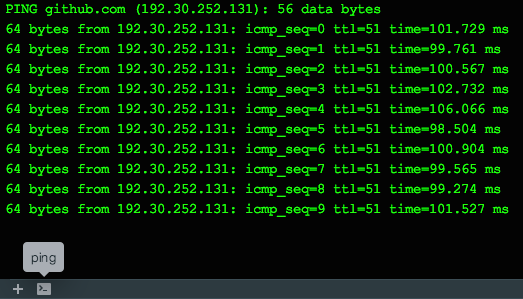 PING github.com (192.30.252.131): 56 data bytes
64 bytes from 192.30.252.131: icmp_seq=0 ttl=51 time=101.729 ms
64 bytes from 192.30.252.131: icmp_seq=1 ttl=51 time=99.761 ms
64 bytes from 192.30.252.131: icmp_seq=2 ttl=51 time=100.567 ms
64 bytes from 192.30.252.131: icmp_seq=3 ttl=51 time=102.732 ms
64 bytes from 192.30.252.131: icmp_seq=4 ttl=51 time=106.066 ms
64 bytes from 192.30.252.131: icmp_seq=5 ttl=51 time=98.504 ms
64 bytes from 192.30.252.131: icmp_seq=6 ttl=51 time=100.904 ms
64 bytes from 192.30.252.131: icmp_seq=7 ttl=51 time=99.565 ms
64 bytes from 192.30.252.131: icmp_seq=8 ttl=51 time=99.274 ms
64 bytes from 192.30.252.131: icmp_seq=9 ttl=51 time=101.527 ms
ping